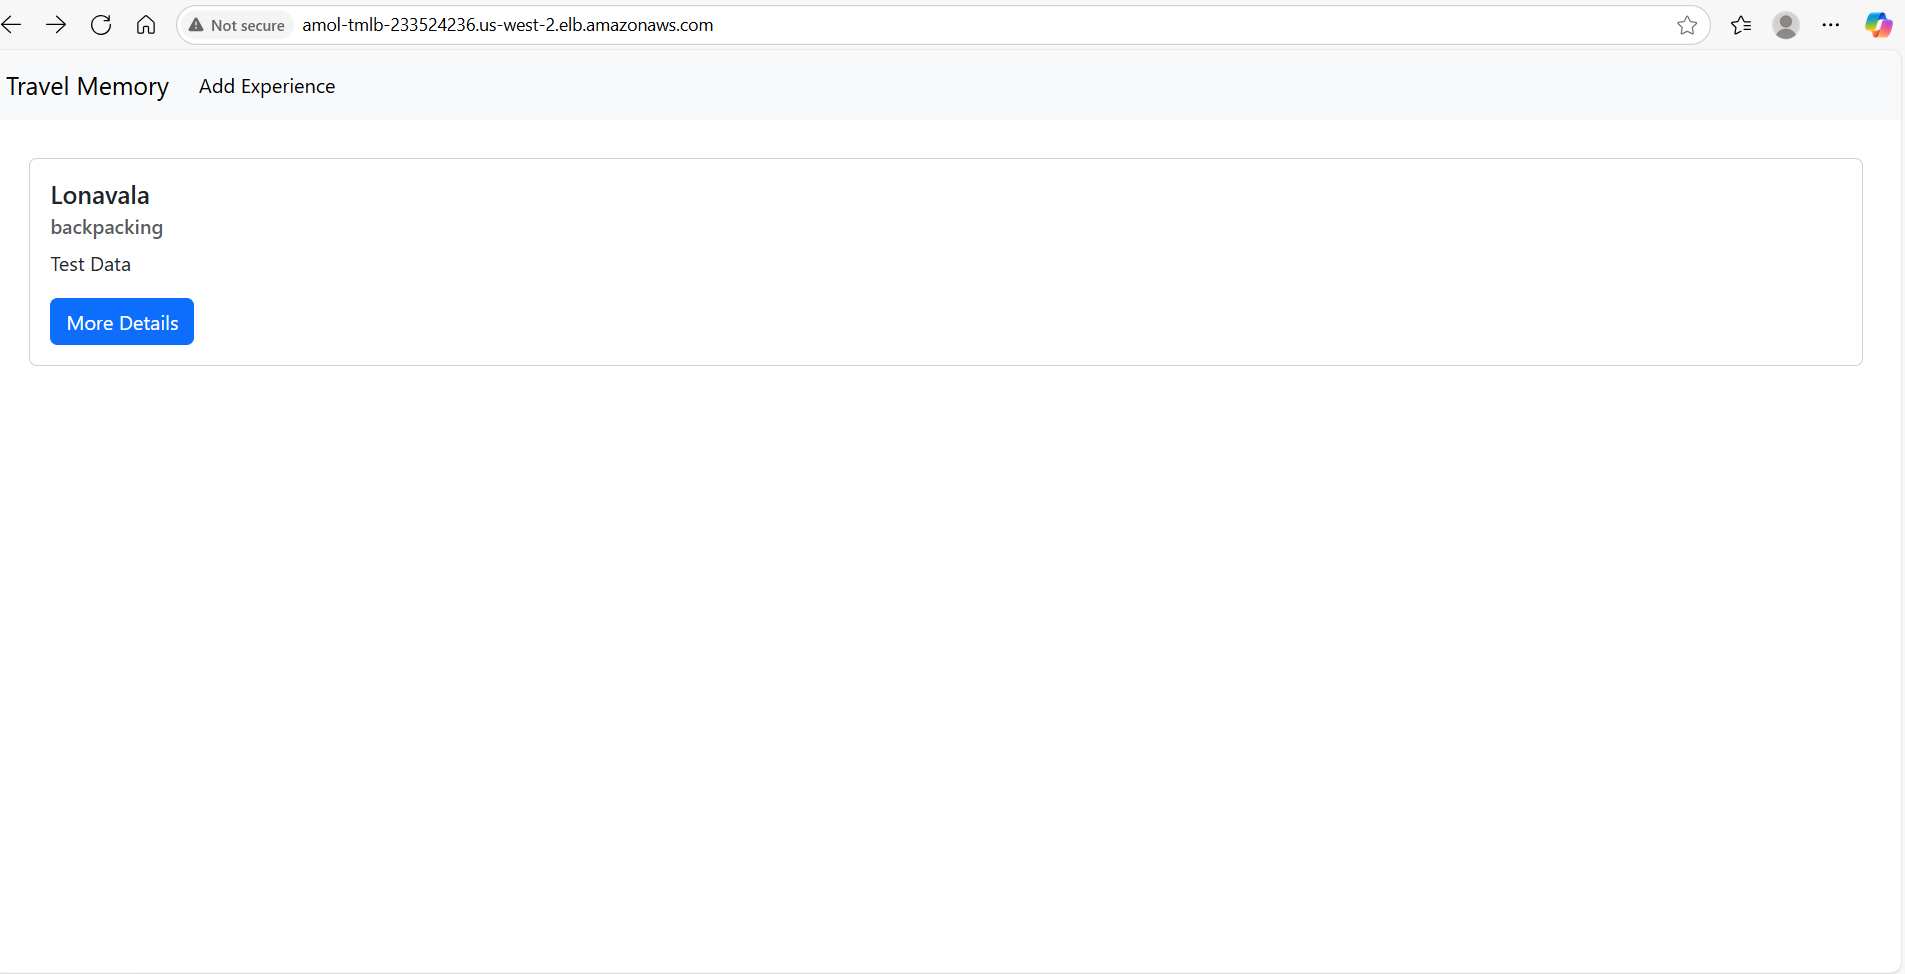 Not secure amol-tmlb-233524236.us-west-2.elb.amazonaws.com
Travel Memory Add Experience
Lonavala
backpacking
Test Data
More Details